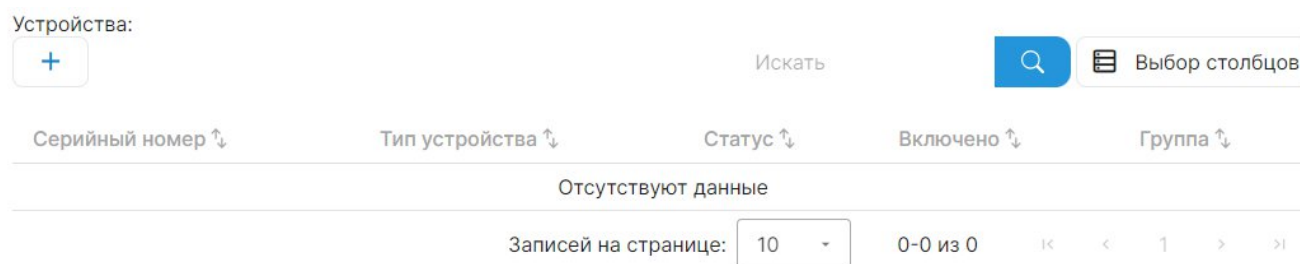 Устройства:
+ Искать Выбор столбцов
Серийный номер Тип устройства Статус Включено Группа
Отсутствуют данные
Записей на странице: 10 0-0 из 0 1